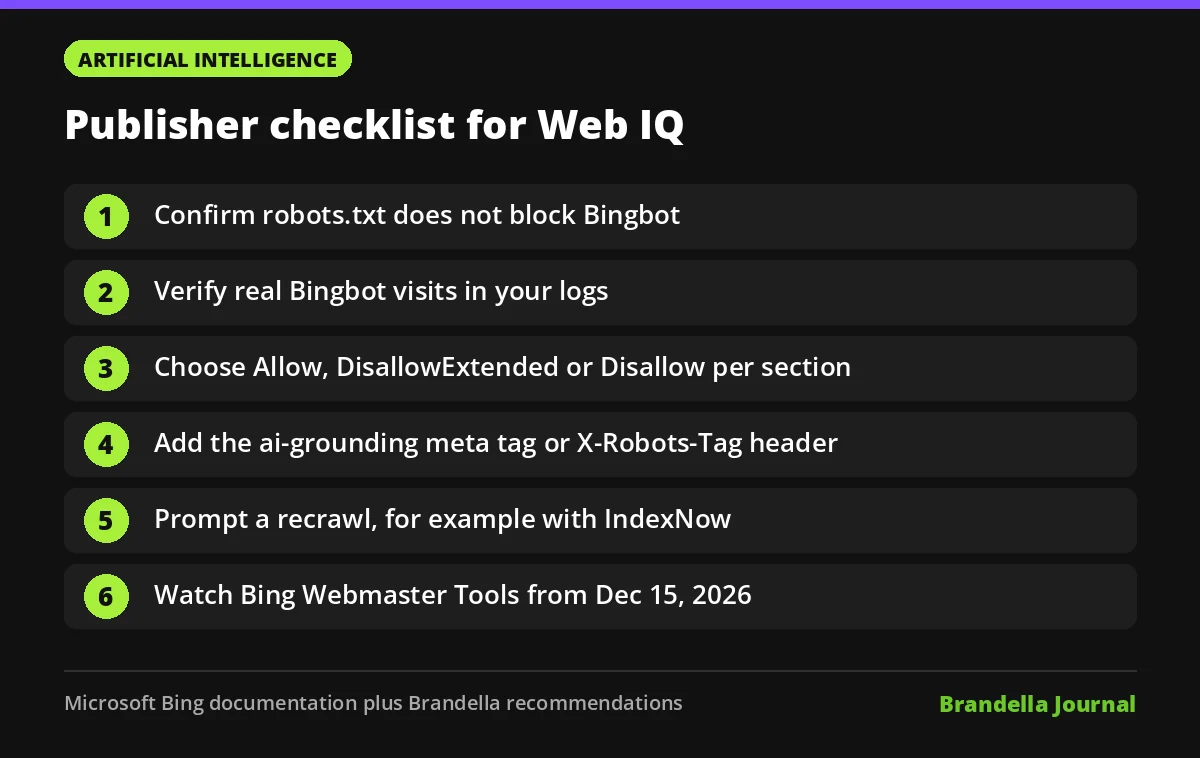 ARTIFICIAL INTELLIGENCE
Publisher checklist for Web IQ
1 Confirm robots.txt does not block Bingbot
2 Verify real Bingbot visits in your logs
3 Choose Allow, DisallowExtended or Disallow per section
4 Add the ai-grounding meta tag or X-Robots-Tag header
5 Prompt a recrawl, for example with IndexNow
6 Watch Bing Webmaster Tools from Dec 15, 2026
Microsoft Bing documentation plus Brandella recommendations
Brandella Journal